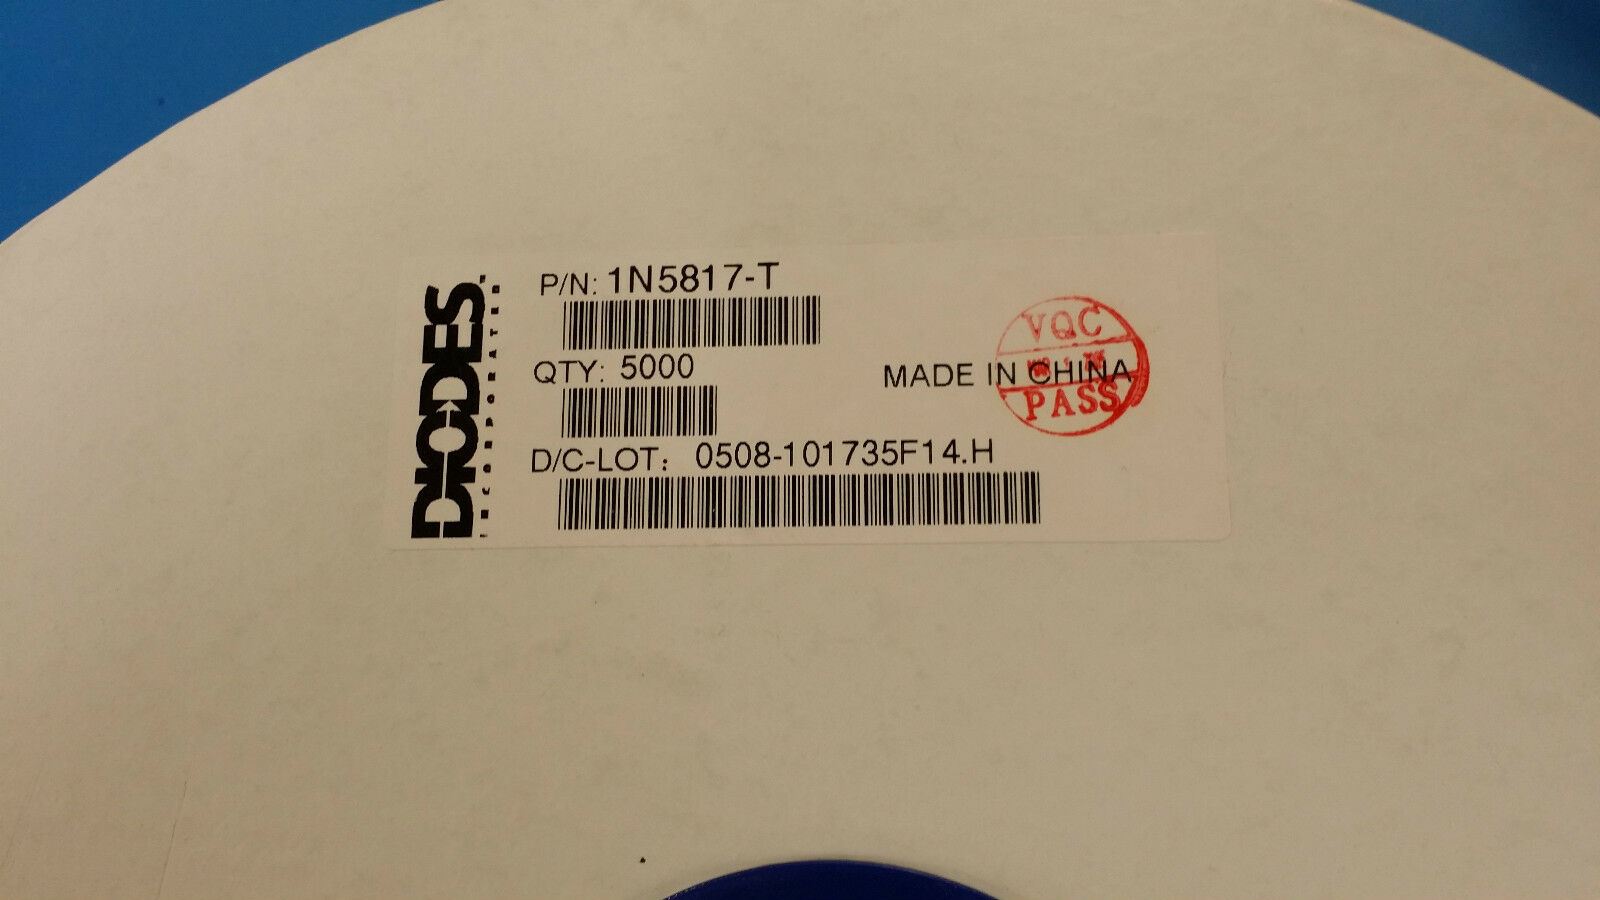 DIODES
INCORPORATED
P/N: 1N5817-T
QTY: 5000
MADE IN CHINA
D/C-LOT: 0508-101735F14.H
VQC
PASS